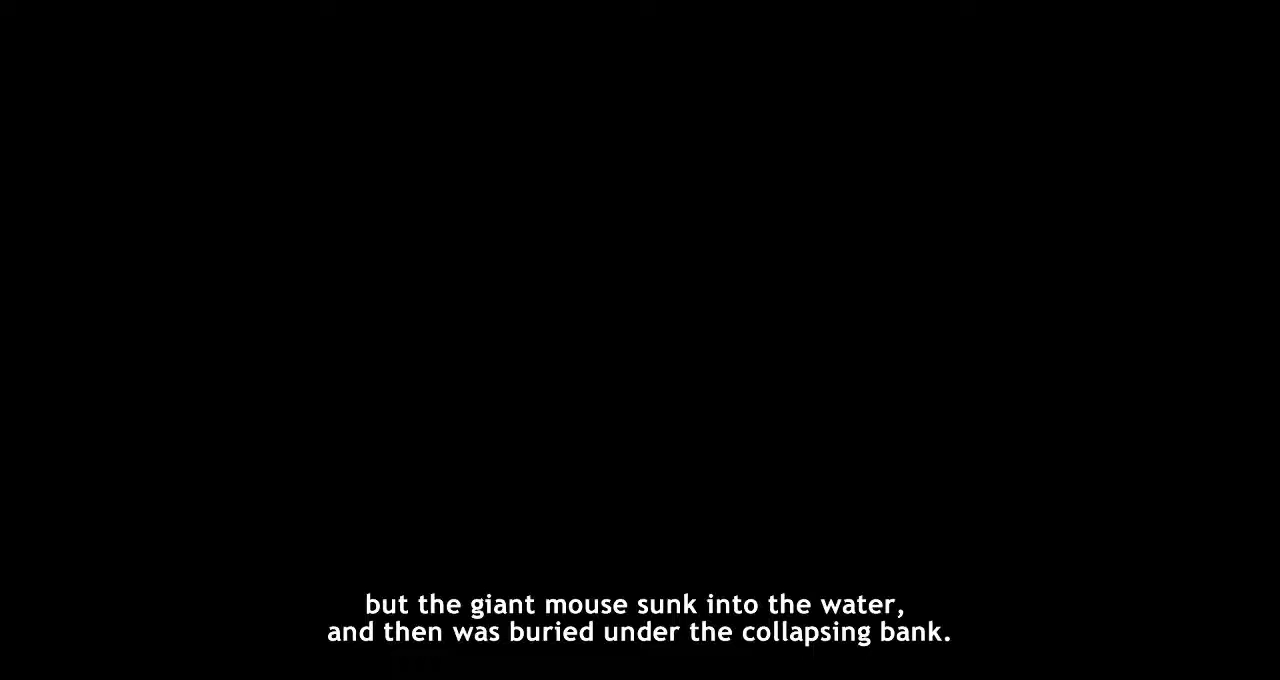 but the giant mouse sunk into the water,
and then was buried under the collapsing bank.